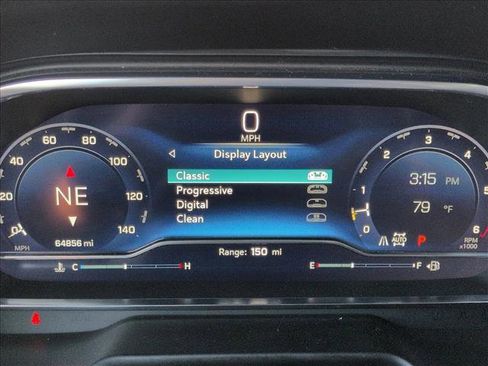 0
MPH
Display Layout
Classic
Progressive
Digital
Clean
Range: 150 mi
40 60 80 100 120 140
20 0
NE
64856 mi
MPH
0 1 2 3 4 5 6
3:15 PM
79 °F
AUTO P
RPM
x1000
C H
E F